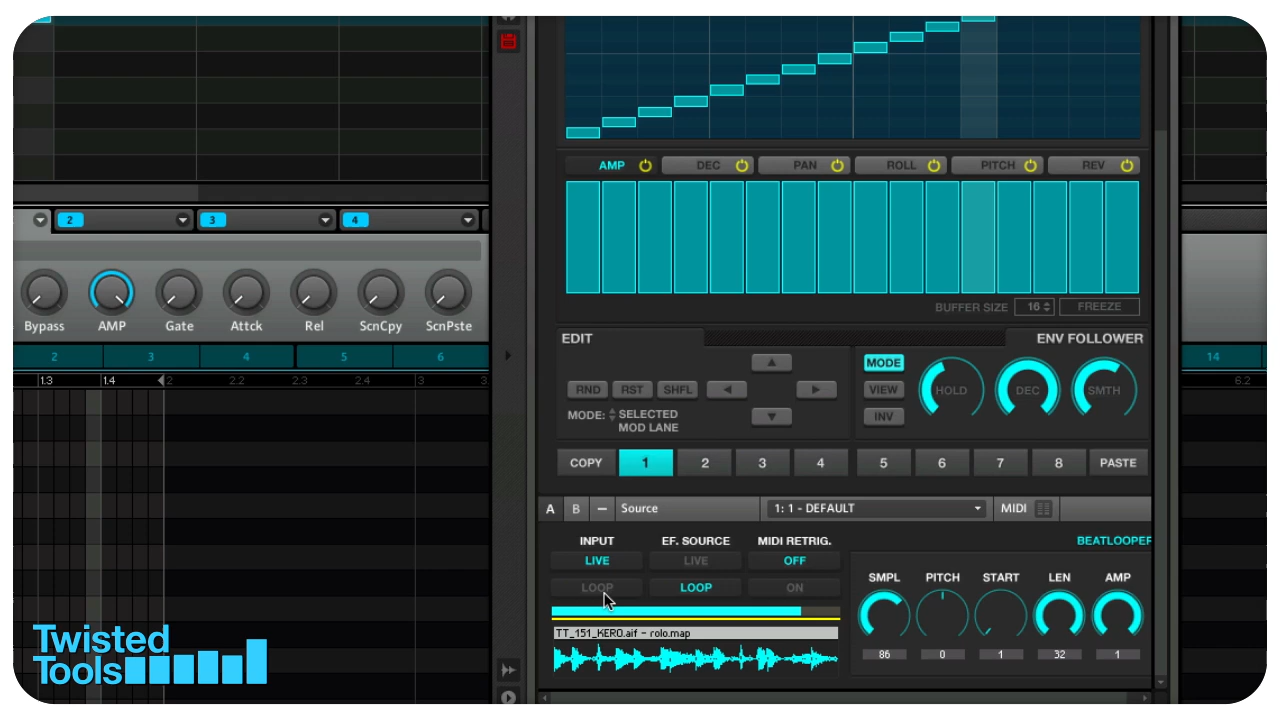 AMP DEC PAN ROLL PITCH REV
2 3 4
BUFFER SIZE 16 FREEZE
Bypass AMP Gate Attck Rel ScnCpy ScnPste
EDIT ENV FOLLOWER
2 3 4 5 6 14
MODE HOLD DEC SMTH
1.3 1.4 2 2.2 2.3 2.4 3 3. 6.2
RND RST SHFL VIEW
MODE: SELECTED INV
MOD LANE
COPY 1 2 3 4 5 6 7 8 PASTE
A B Source 1: 1 - DEFAULT MIDI
INPUT EF. SOURCE MIDI RETRIG. BEATLOOPER
LIVE LIVE OFF
SMPL PITCH START LEN AMP
LOOP LOOP ON
TT_151_KERO.aif - rolo.map
86 0 1 32 1
Twisted
Tools